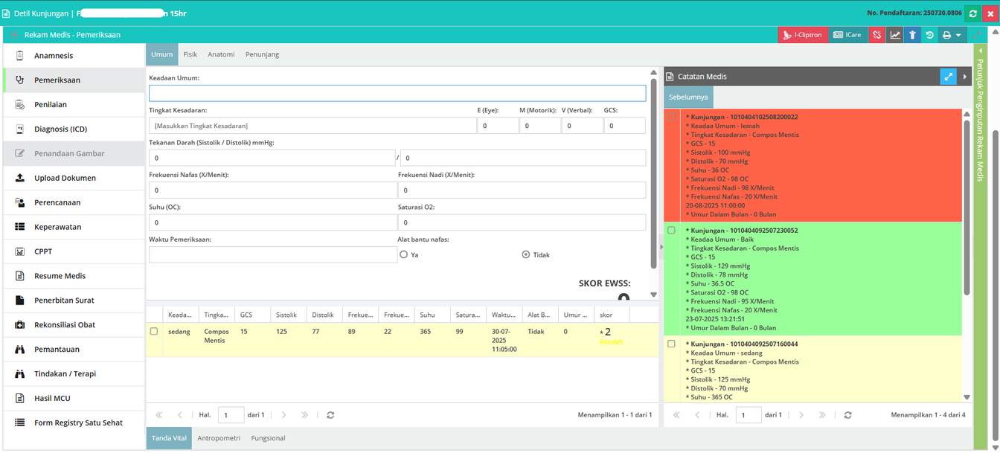 Detil Kunjungan | F n 15hr
No. Pendaftaran: 250730.0806
Rekam Medis - Pemeriksaan
I-Cliptron
ICare
Anamnesis
Pemeriksaan
Penilaian
Diagnosis (ICD)
Penandaan Gambar
Upload Dokumen
Perencanaan
Keperawatan
CPPT
Resume Medis
Penerbitan Surat
Rekonsiliasi Obat
Pemantauan
Tindakan / Terapi
Hasil MCU
Form Registry Satu Sehat
Umum Fisik Anatomi Penunjang
Keadaan Umum:
Tingkat Kesadaran: E (Eye): M (Motorik): V (Verbal): GCS:
[Masukkan Tingkat Kesadaran] 0 0 0 0
Tekanan Darah (Sistolik / Distolik) mmHg:
0 / 0
Frekuensi Nafas (X/Menit): Frekuensi Nadi (X/Menit):
0 0
Suhu (OC): Saturasi O2:
0 0
Waktu Pemeriksaan: Alat bantu nafas:
Ya Tidak
SKOR EWSS:
0
Keada... Tingka... GCS Sistolik Distolik Frekue... Frekue... Suhu Satura... Waktu... Alat B... Umur ... skor
sedang Compos 15 125 77 89 22 365 99 30-07- Tidak 0 * 2
Mentis 2025 Rendah
11:05:00
Hal. 1 dari 1 Menampilkan 1 - 1 dari 1
Tanda Vital Antropometri Fungsional
Catatan Medis
Sebelumnya
* Kunjungan - 1010404102508200022
* Keadaa Umum - lemah
* Tingkat Kesadaran - Compos Mentis
* GCS - 15
* Sistolik - 100 mmHg
* Distolik - 70 mmHg
* Suhu - 36 OC
* Saturasi O2 - 98 OC
* Frekuensi Nadi - 98 X/Menit
* Frekuensi Nafas - 20 X/Menit
20-08-2025 11:00:00
* Umur Dalam Bulan - 0 Bulan
* Kunjungan - 1010404092507230052
* Keadaa Umum - Baik
* Tingkat Kesadaran - Compos Mentis
* GCS - 15
* Sistolik - 129 mmHg
* Distolik - 78 mmHg
* Suhu - 36.5 OC
* Saturasi O2 - 98 OC
* Frekuensi Nadi - 95 X/Menit
* Frekuensi Nafas - 20 X/Menit
23-07-2025 13:21:51
* Umur Dalam Bulan - 0 Bulan
* Kunjungan - 1010404092507160044
* Keadaa Umum - sedang
* Tingkat Kesadaran - Compos Mentis
* GCS - 15
* Sistolik - 125 mmHg
* Distolik - 70 mmHg
* Suhu - 365 OC
Hal. 1 dari 1 Menampilkan 1 - 4 dari 4
Petunjuk Penginputan Rekam Medis